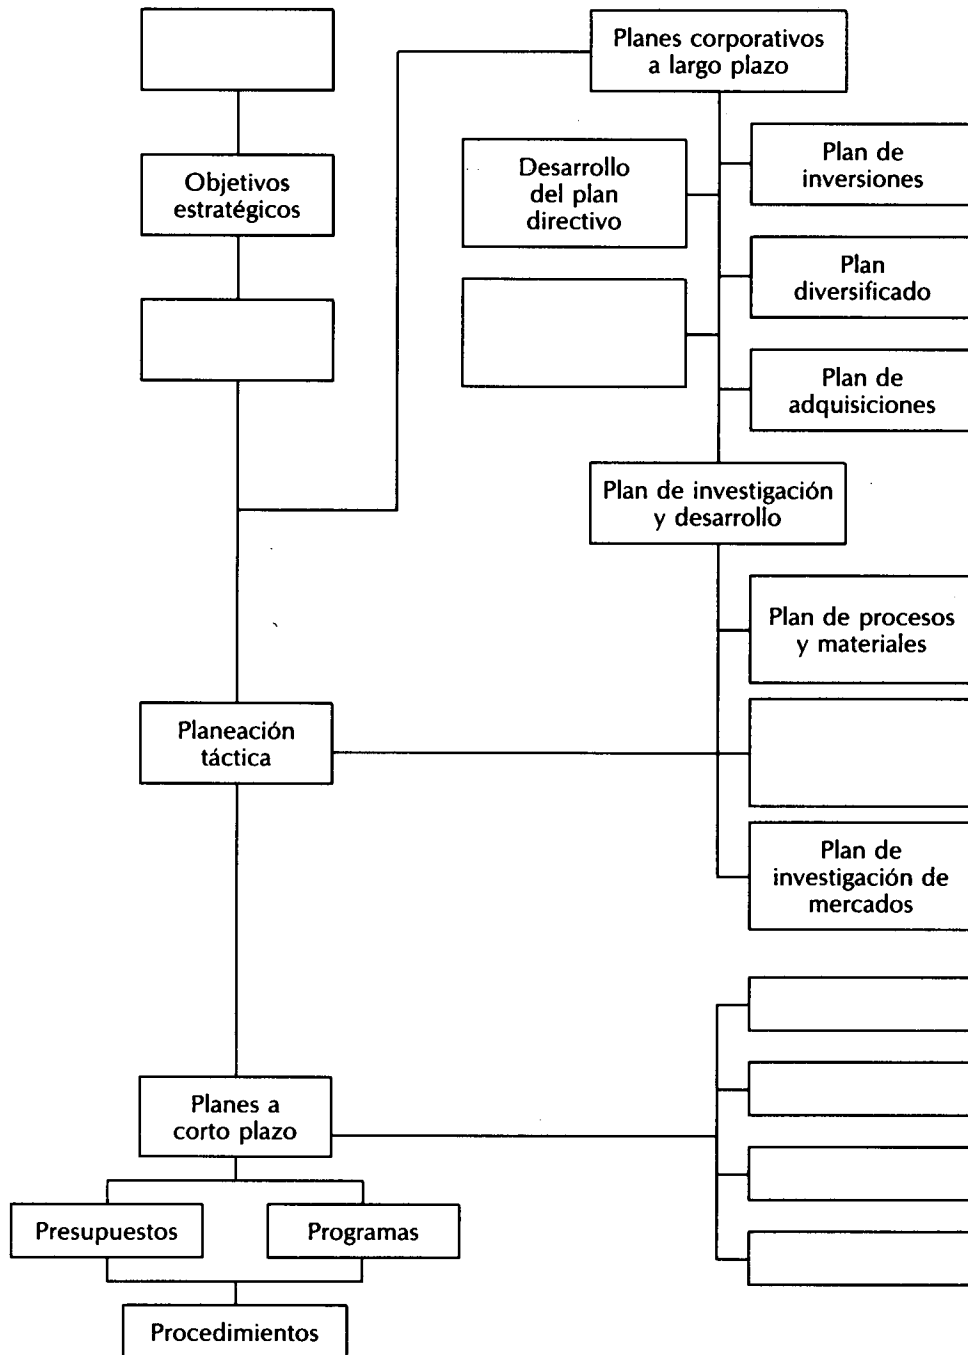 Planes corporativos
a largo plazo
Objetivos
estratégicos
Desarrollo
del plan
directivo
Plan de
inversiones
Plan
diversificado
Plan de
adquisiciones
Plan de investigación
y desarrollo
Plan de procesos
y materiales
Planeación
táctica
Plan de
investigación de
mercados
Planes a
corto plazo
Presupuestos
Programas
Procedimientos